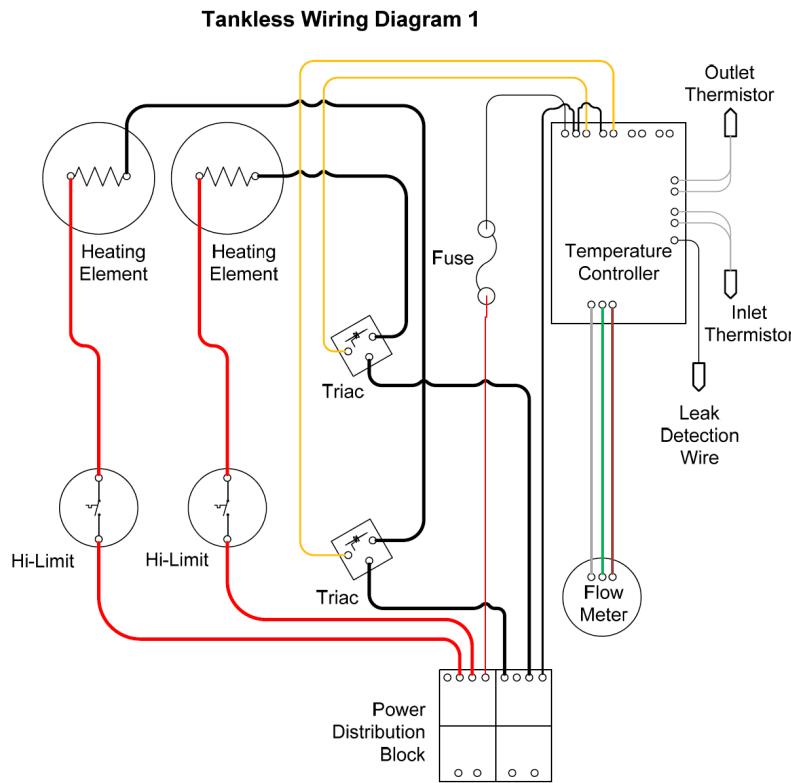 Tankless Wiring Diagram 1
Outlet
Thermistor
Heating
Element
Heating
Element
Fuse
Temperature
Controller
Inlet
Thermistor
Triac
Leak
Detection
Wire
Hi-Limit
Hi-Limit
Triac
Flow
Meter
Power
Distribution
Block